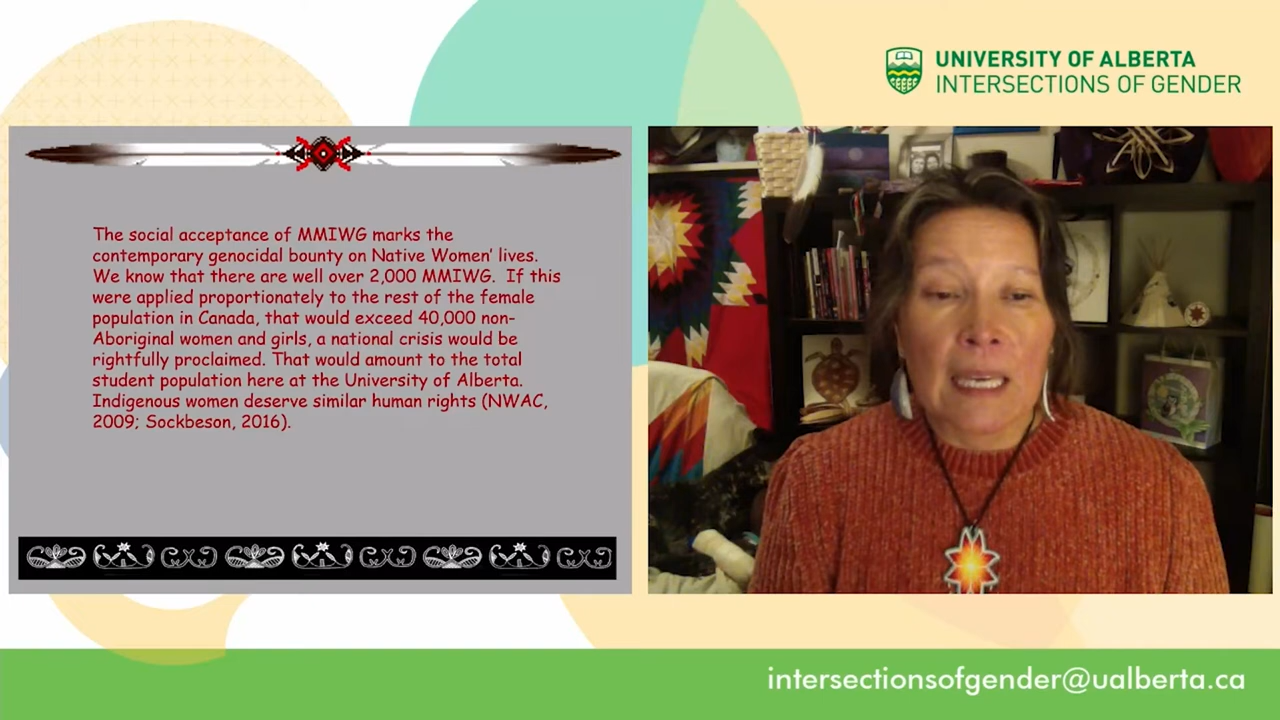 UNIVERSITY OF ALBERTA
INTERSECTIONS OF GENDER
The social acceptance of MMIWG marks the
contemporary genocidal bounty on Native Women' lives.
We know that there are well over 2,000 MMIWG. If this
were applied proportionately to the rest of the female
population in Canada, that would exceed 40,000 non-
Aboriginal women and girls, a national crisis would be
rightfully proclaimed. That would amount to the total
student population here at the University of Alberta.
Indigenous women deserve similar human rights (NWAC,
2009; Sockbeson, 2016).
intersectionsofgender@ualberta.ca